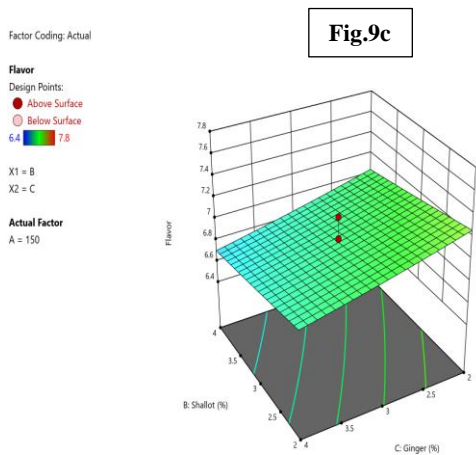 Fig.9c
Factor Coding: Actual
Flavor
Design Points:
Above Surface
Below Surface
6.4 7.8
X1 = B
X2 = C
Actual Factor
A = 150
Flavor
7.8
7.6
7.4
7.2
7
6.8
6.6
6.4
4
3.5
3
2.5
2
B: Shallot (%)
4
3.5
3
2.5
2
C: Ginger (%)